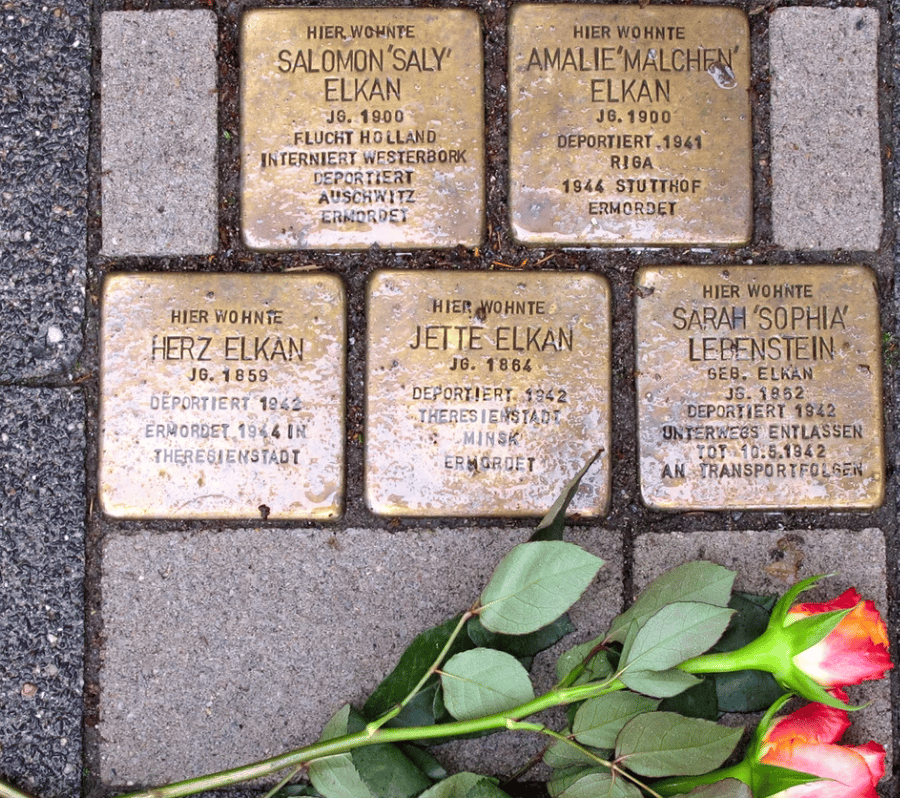 HIER WOHNTE
SALOMON 'SALY'
ELKAN
JG. 1900
FLUCHT HOLLAND
INTERNIERT WESTERBORK
DEPORTIERT
AUSCHWITZ
ERMORDET
HIER WOHNTE
AMALIE 'MALCHEN'
ELKAN
JG. 1900
DEPORTIERT 1941
RIGA
1944 STUTTHOF
ERMORDET
HIER WOHNTE
HERZ ELKAN
JG. 1859
DEPORTIERT 1942
ERMORDET 1944 IN
THERESIENSTADT
HIER WOHNTE
JETTE ELKAN
JG. 1864
DEPORTIERT 1942
THERESIENSTADT
MINSK
ERMORDET
HIER WOHNTE
SARAH 'SOPHIA'
LEBENSTEIN
GEB. ELKAN
JG. 1862
DEPORTIERT 1942
UNTERWEGS ENTLASSEN
TOT 10.5.1942
AN TRANSPORTFOLGEN